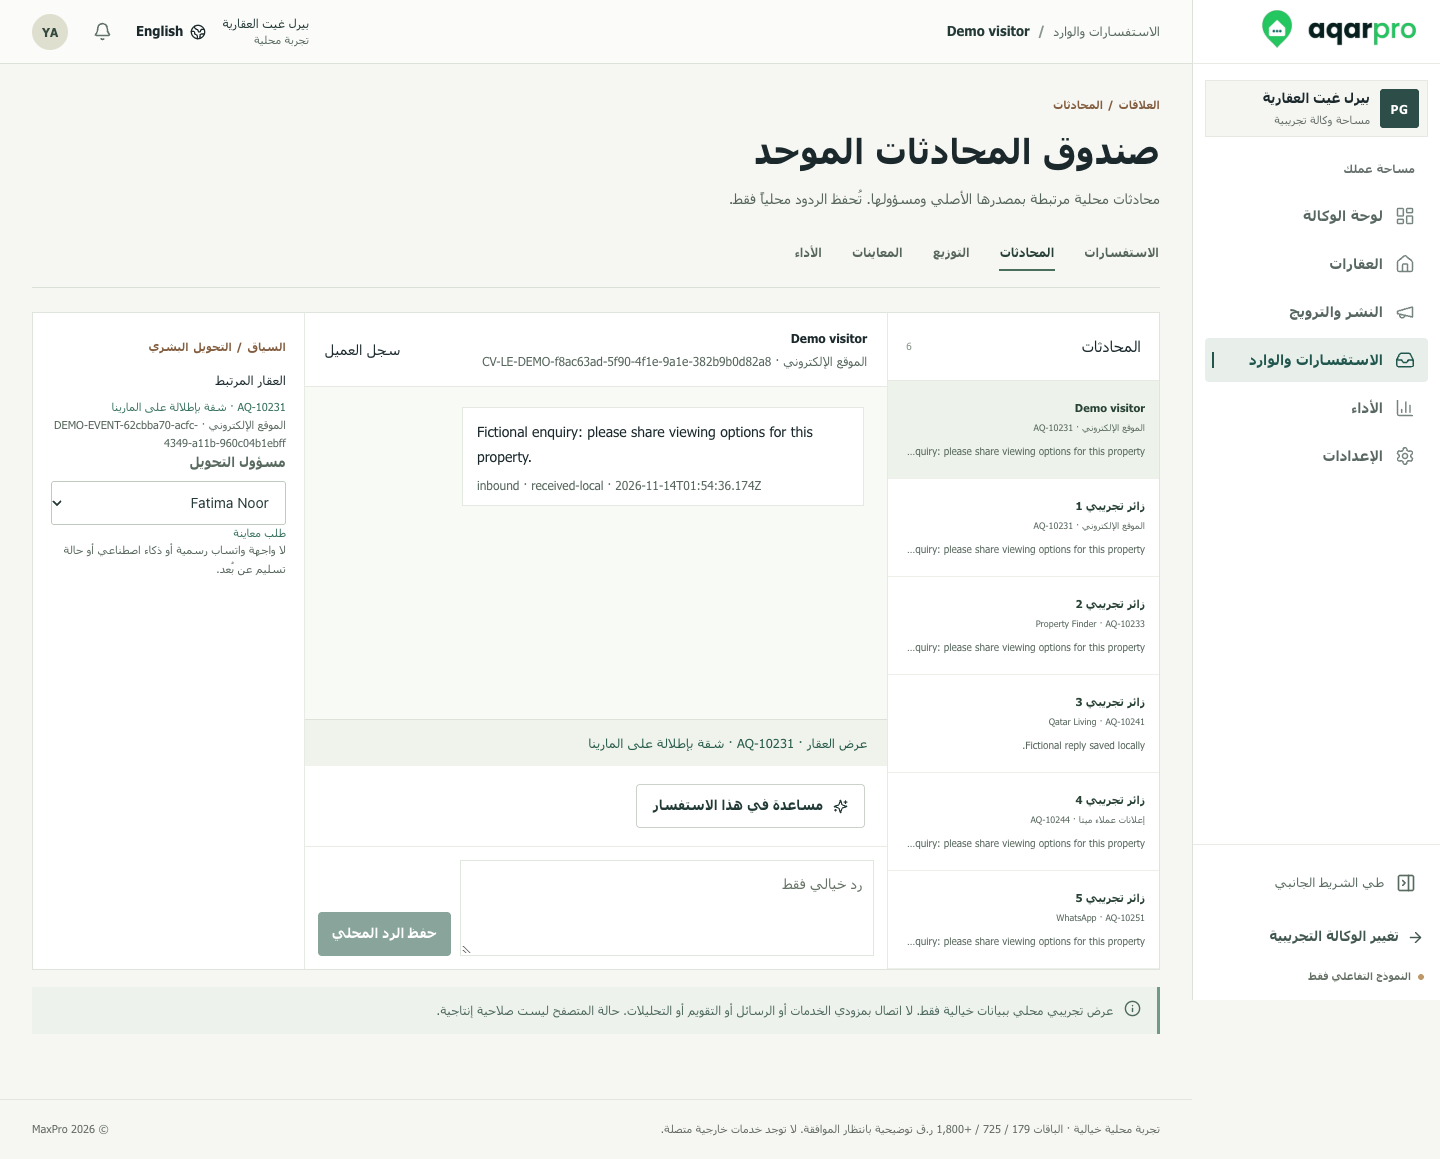 aqarpro
PG
بيرل غيت العقارية
مساحة وكالة تجريبية
مساحة عملك
لوحة الوكالة
العقارات
النشر والترويج
الاستفسارات والوارد
الأداء
الإعدادات
طي الشريط الجانبي
تغيير الوكالة التجريبية
النموذج التفاعلي فقط
الاستفسارات والوارد / Demo visitor
بيرل غيت العقارية
تجربة محلية
English
YA
العلاقات / المحادثات
صندوق المحادثات الموحد
محادثات محلية مرتبطة بمصدرها الأصلي ومسؤولها. تُحفظ الردود محلياً فقط.
الاستفسارات
المحادثات
التوزيع
المعاينات
الأداء
المحادثات
6
Demo visitor
الموقع الإلكتروني · AQ-10231
...quiry: please share viewing options for this property
زائر تجريبي 1
الموقع الإلكتروني · AQ-10231
...quiry: please share viewing options for this property
زائر تجريبي 2
Property Finder · AQ-10233
...quiry: please share viewing options for this property
زائر تجريبي 3
Qatar Living · AQ-10241
.Fictional reply saved locally
زائر تجريبي 4
إعلانات عملاء ميتا · AQ-10244
...quiry: please share viewing options for this property
زائر تجريبي 5
WhatsApp · AQ-10251
...quiry: please share viewing options for this property
Demo visitor
الموقع الإلكتروني · CV-LE-DEMO-f8ac63ad-5f90-4f1e-9a1e-382b9b0d82a8
سجل العميل
Fictional enquiry: please share viewing options for this
property.
inbound · received-local · 2026-11-14T01:54:36.174Z
عرض العقار · AQ-10231 · شقة بإطلالة على المارينا
مساعدة في هذا الاستفسار
رد خيالي فقط
حفظ الرد المحلي
السياق / التحويل البشري
العقار المرتبط
AQ-10231 · شقة بإطلالة على المارينا
الموقع الإلكتروني · DEMO-EVENT-62cbba70-acfc-
4349-a11b-960c04b1ebff
مسؤول التحويل
Fatima Noor
طلب معاينة
لا واجهة واتساب رسمية أو ذكاء اصطناعي أو حالة
تسليم عن بُعد.
عرض تجريبي محلي ببيانات خيالية فقط. لا اتصال بمزودي الخدمات أو الرسائل أو التقويم أو التحليلات. حالة المتصفح ليست صلاحية إنتاجية.
تجربة محلية خيالية · الباقات 179 / 725 / +1,800 ر.ق توضيحية بانتظار الموافقة. لا توجد خدمات خارجية متصلة.
© 2026 MaxPro